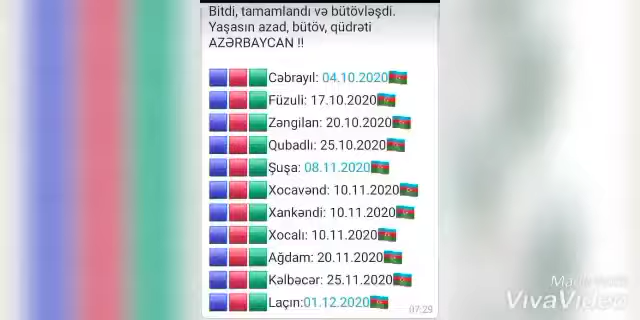 Bitdi, tamamlandı və bütövləşdi.
Yaşasın azad, bütöv, qüdrəti
AZƏRBAYCAN !!
Cəbrayıl: 04.10.2020
Füzuli: 17.10.2020
Zəngilan: 20.10.2020
Qubadlı: 25.10.2020
Şuşa: 08.11.2020
Xocavənd: 10.11.2020
Xankəndi: 10.11.2020
Xocalı: 10.11.2020
Ağdam: 20.11.2020
Kəlbəcər: 25.11.2020
Laçın:01.12.2020
07:29
VivaVideo